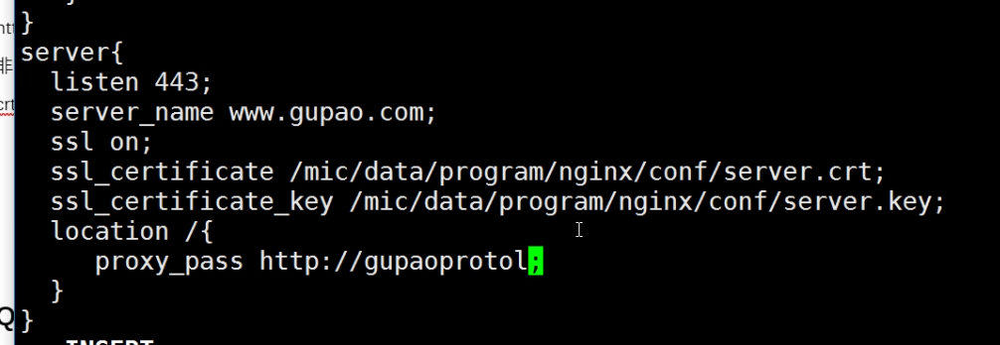 }
server{
listen 443;
server_name www.gupao.com;
ssl on;
ssl_certificate /mic/data/program/nginx/conf/server.crt;
ssl_certificate_key /mic/data/program/nginx/conf/server.key;
location /{
proxy_pass http://gupaoprotol;
}
}